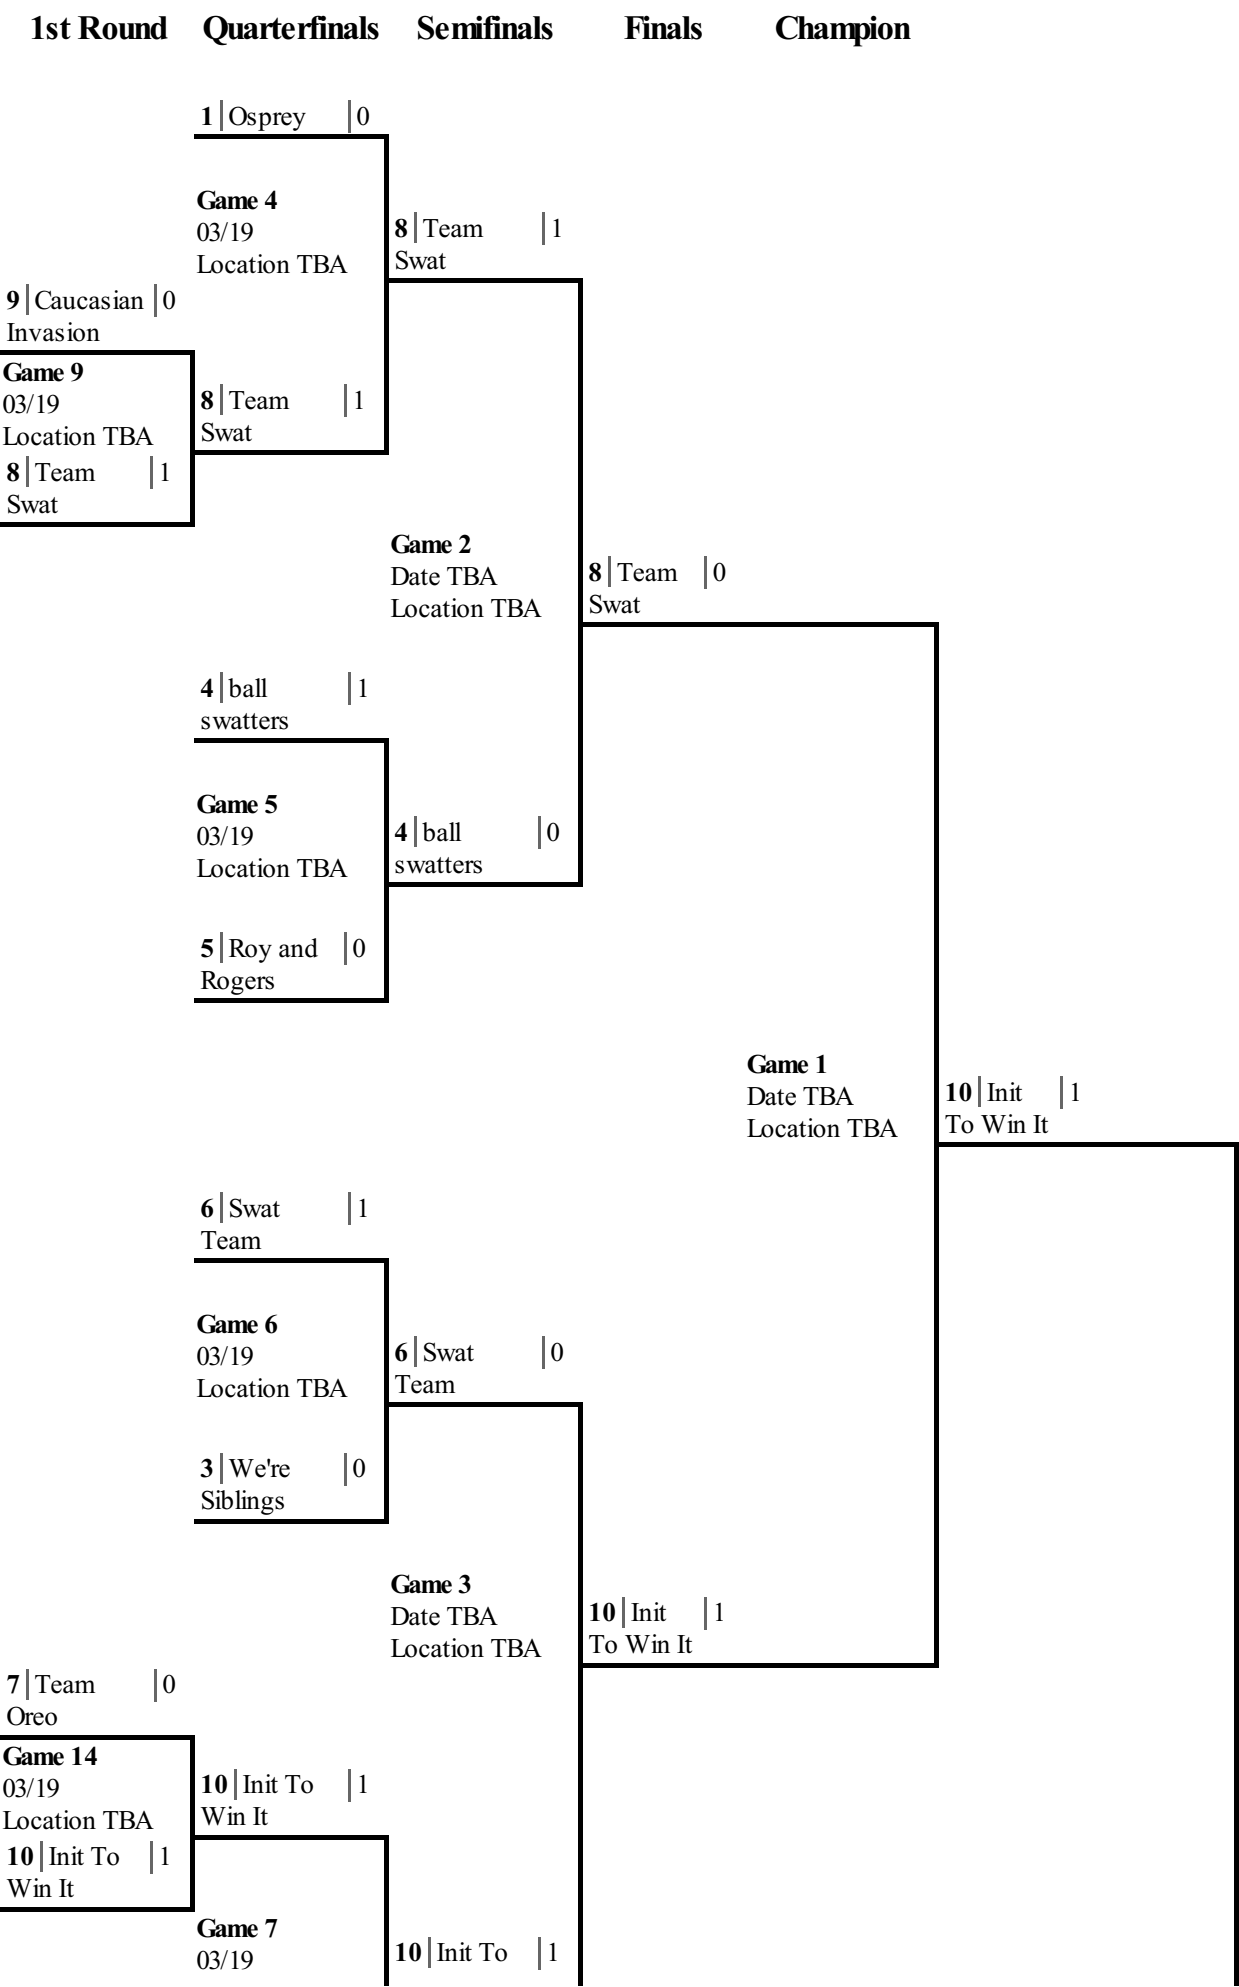 1st Round Quarterfinals Semifinals Finals Champion
1 Osprey 0
Game 4
03/19
Location TBA
8 Team 1
Swat
9 Caucasian 0
Invasion
Game 9
03/19
Location TBA
8 Team 1
Swat
8 Team 1
Swat
Game 2
Date TBA
Location TBA
8 Team 0
Swat
4 ball 1
swatters
Game 5
03/19
Location TBA
4 ball 0
swatters
5 Roy and 0
Rogers
Game 1
Date TBA
Location TBA
10 Init 1
To Win It
6 Swat 1
Team
Game 6
03/19
Location TBA
6 Swat 0
Team
3 We're 0
Siblings
Game 3
Date TBA
Location TBA
10 Init 1
To Win It
7 Team 0
Oreo
Game 14
03/19
Location TBA
10 Init To 1
Win It
10 Init To 1
Win It
Game 7
03/19
10 Init To 1